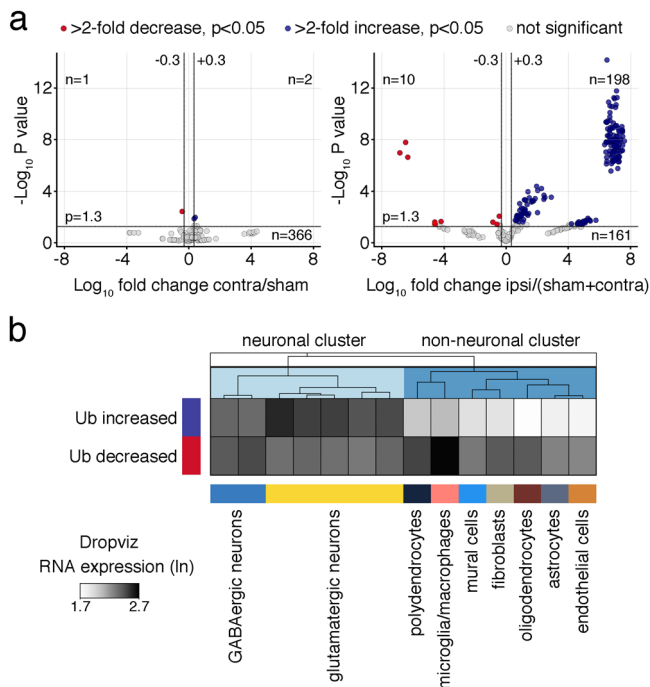 a
>2-fold decrease, p<0.05 >2-fold increase, p<0.05 not significant
-0.3 +0.3
n=1 n=2
-Log10 P value
12
8
4
0
p=1.3
n=366
-8 -4 0 4 8
Log10 fold change contra/sham
-0.3 +0.3
n=10 n=198
-Log10 P value
12
8
4
0
p=1.3
n=161
-8 -4 0 4 8
Log10 fold change ipsi/(sham+contra)
b
neuronal cluster non-neuronal cluster
Ub increased
Ub decreased
GABAergic neurons
glutamatergic neurons
polydendrocytes
microglia/macrophages
mural cells
fibroblasts
oligodendrocytes
astrocytes
endothelial cells
Dropviz
RNA expression (ln)
1.7 2.7